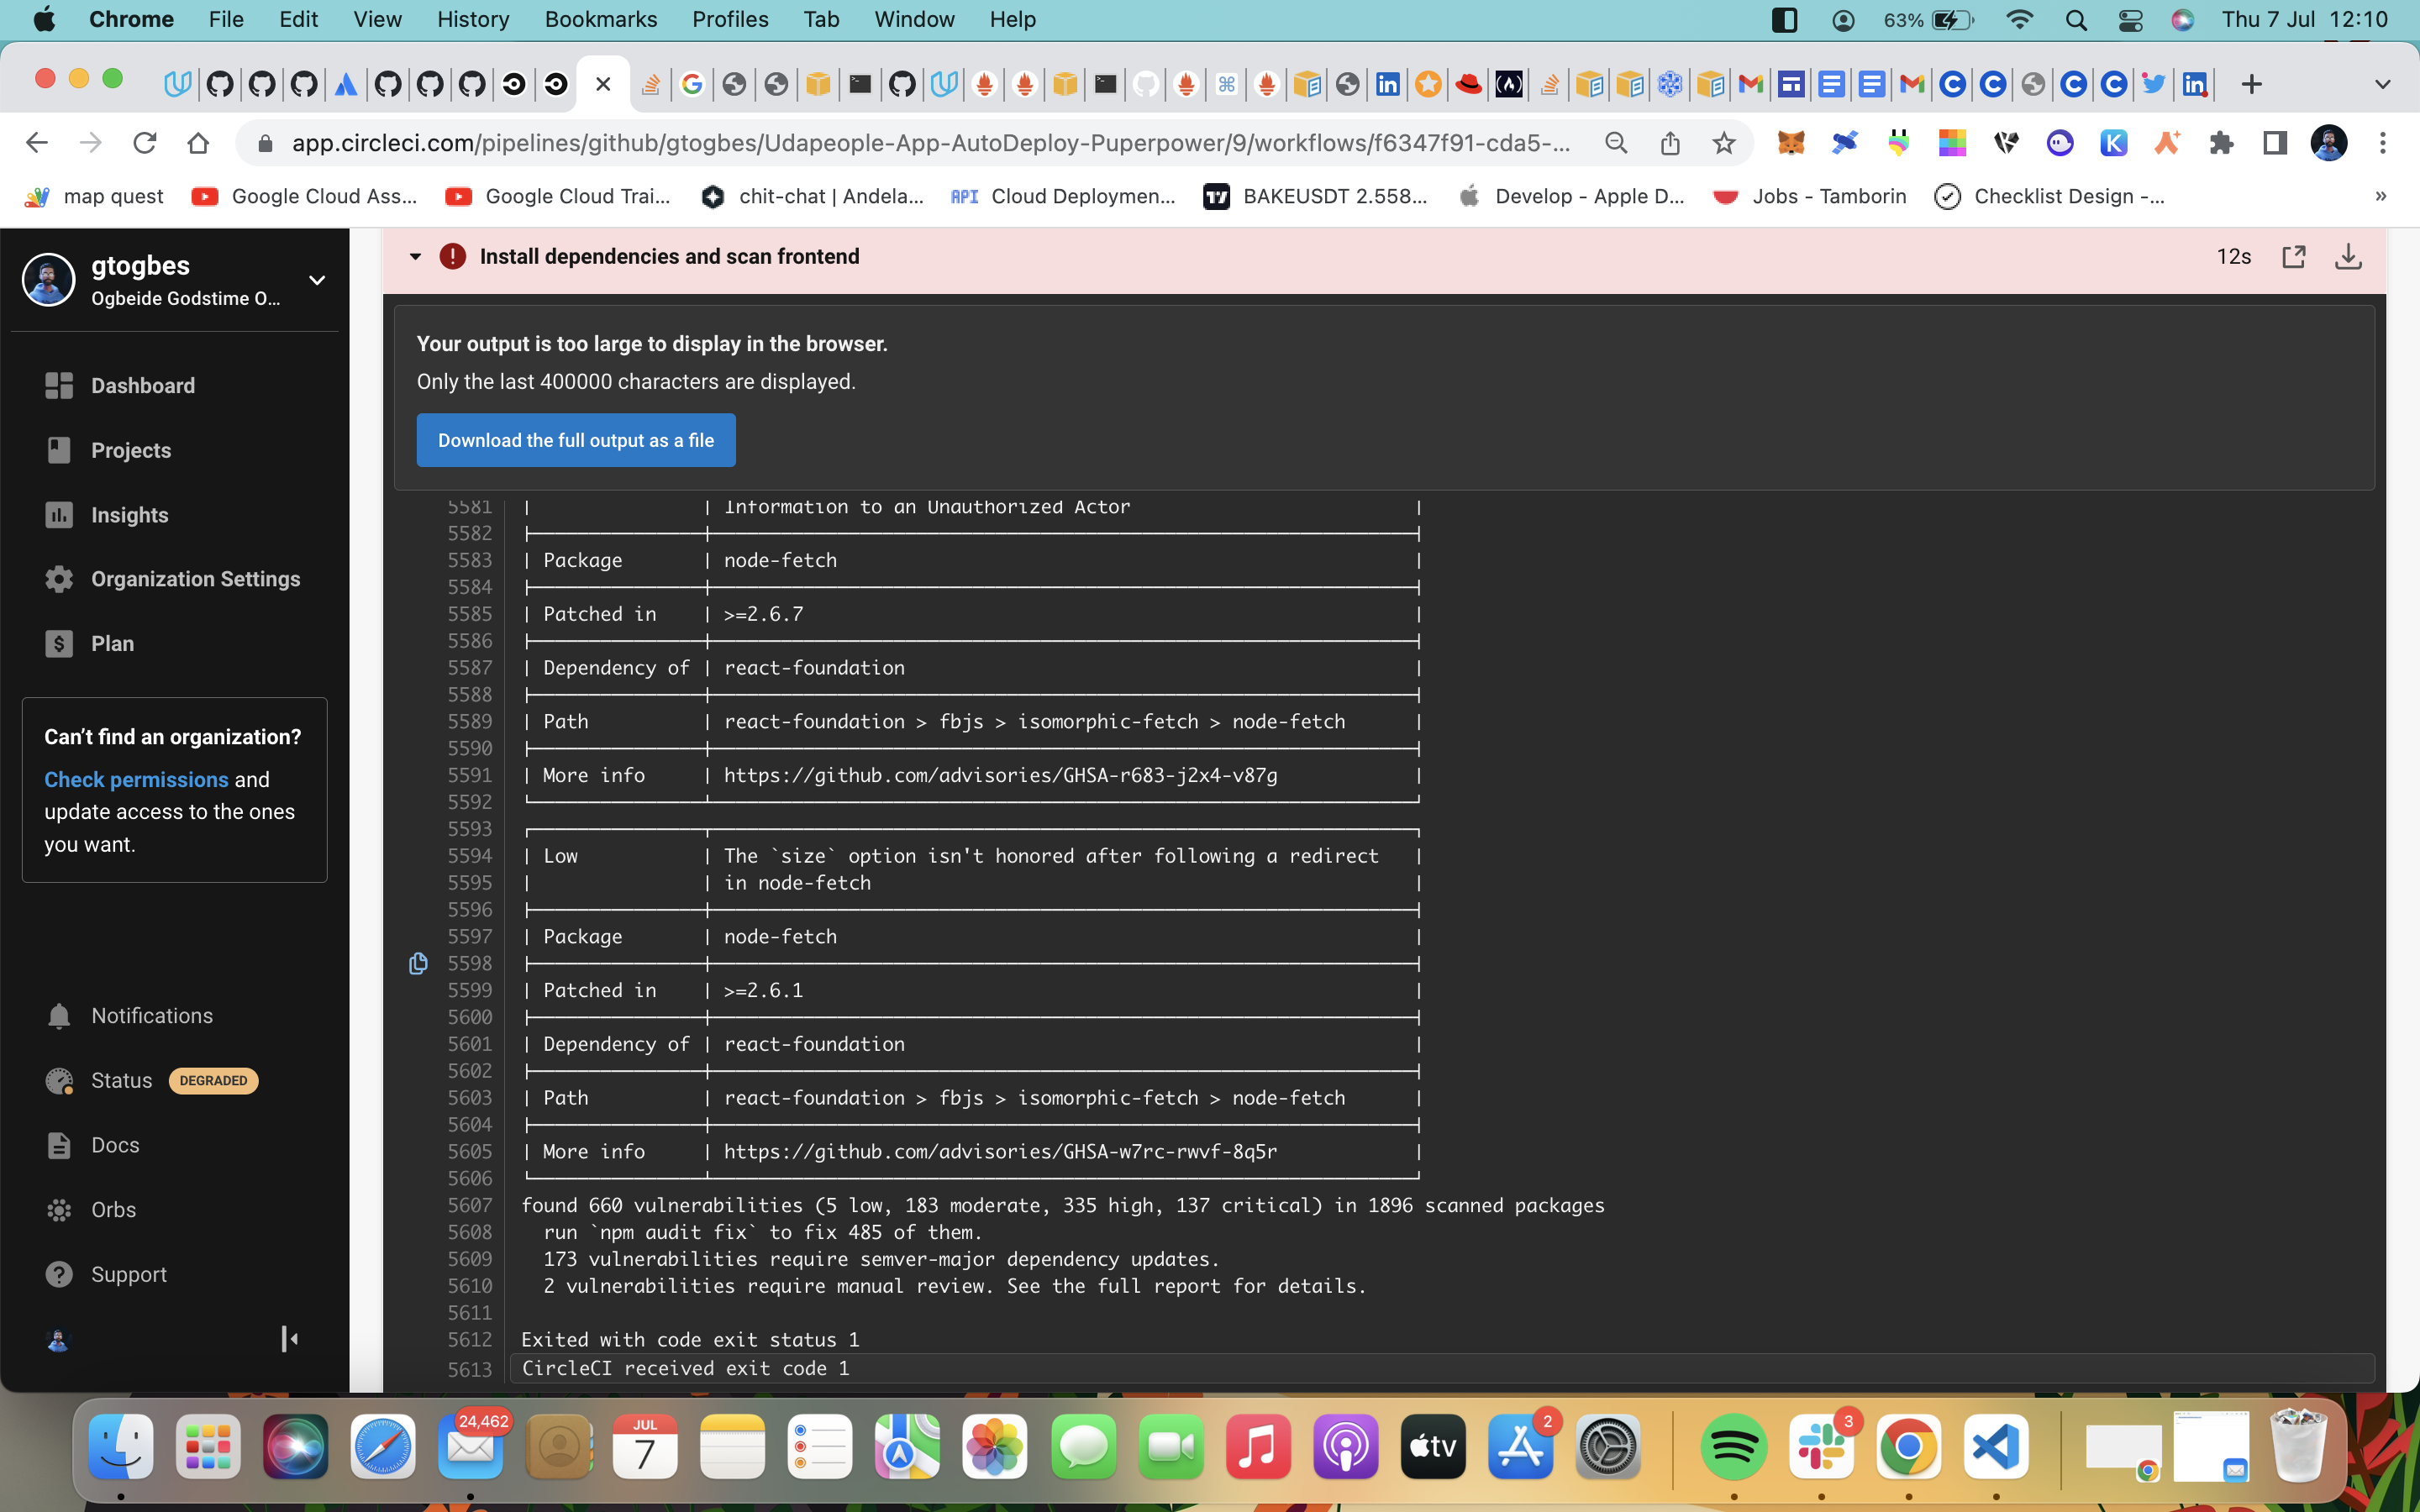 Chrome File Edit View History Bookmarks Profiles Tab Window Help 63% Thu 7 Jul 12:10
app.circleci.com/pipelines/github/gtogbes/Udapeople-App-AutoDeploy-Puperpower/9/workflows/f6347f91-cda5-...
map quest Google Cloud Ass... Google Cloud Trai... chit-chat | Andela... API Cloud Deploymen... BAKEUSDT 2.558... Develop - Apple D... Jobs - Tamborin Checklist Design -... »
gtogbes
Ogbeide Godstime O...
Dashboard
Projects
Insights
Organization Settings
Plan
Can't find an organization?
Check permissions and
update access to the ones
you want.
Notifications
Status DEGRADED
Docs
Orbs
Support
Install dependencies and scan frontend 12s
Your output is too large to display in the browser.
Only the last 400000 characters are displayed.
Download the full output as a file
5581 | | Information to an Unauthorized Actor |
5582
5583 | Package | node-fetch |
5584
5585 | Patched in | >=2.6.7 |
5586
5587 | Dependency of | react-foundation |
5588
5589 | Path | react-foundation > fbjs > isomorphic-fetch > node-fetch |
5590
5591 | More info | https://github.com/advisories/GHSA-r683-j2x4-v87g |
5592
5593
5594 | Low | The `size` option isn't honored after following a redirect |
5595 | | in node-fetch |
5596
5597 | Package | node-fetch |
5598
5599 | Patched in | >=2.6.1 |
5600
5601 | Dependency of | react-foundation |
5602
5603 | Path | react-foundation > fbjs > isomorphic-fetch > node-fetch |
5604
5605 | More info | https://github.com/advisories/GHSA-w7rc-rwvf-8q5r |
5606
5607 found 660 vulnerabilities (5 low, 183 moderate, 335 high, 137 critical) in 1896 scanned packages
5608 run `npm audit fix` to fix 485 of them.
5609 173 vulnerabilities require semver-major dependency updates.
5610 2 vulnerabilities require manual review. See the full report for details.
5611
5612 Exited with code exit status 1
5613 CircleCI received exit code 1
24,462
JUL
7
tv
2
3